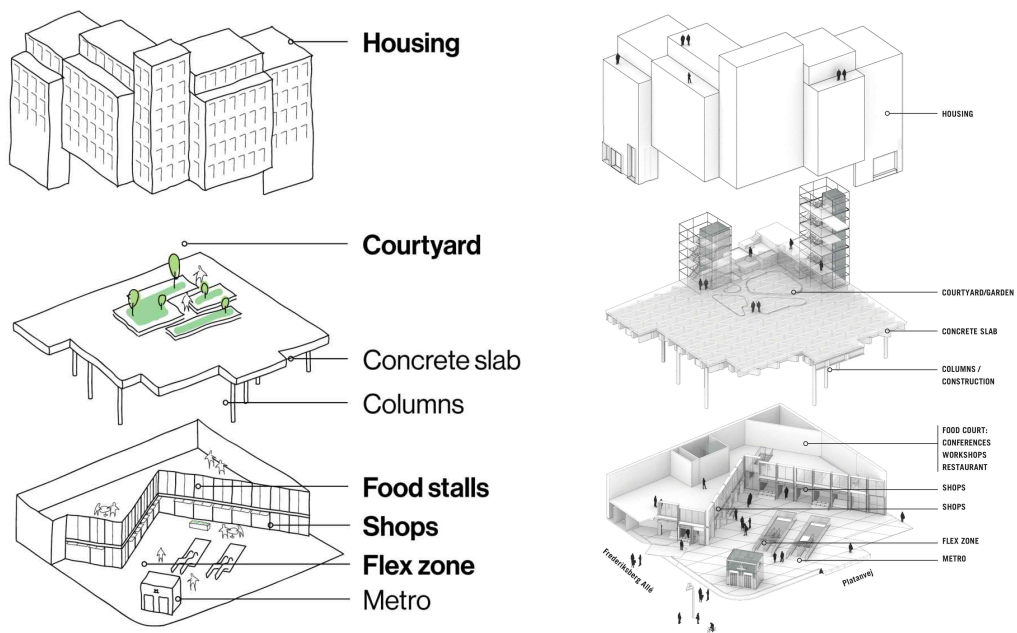 Housing
Courtyard
Concrete slab
Columns
Food stalls
Shops
Flex zone
Metro
HOUSING
COURTYARD/GARDEN
CONCRETE SLAB
COLUMNS /
CONSTRUCTION
FOOD COURT:
CONFERENCES
WORKSHOPS
RESTAURANT
SHOPS
SHOPS
FLEX ZONE
METRO
Frederiksberg Allé
Platanvej